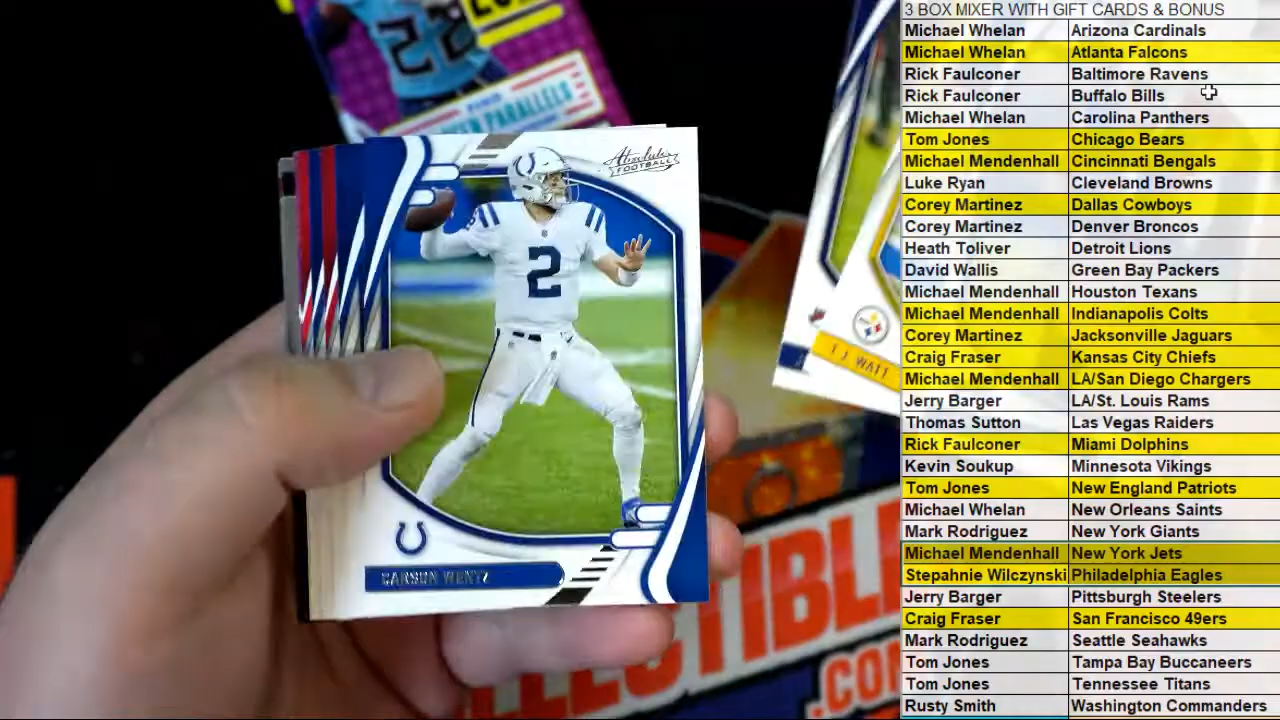 3 BOX MIXER WITH GIFT CARDS & BONUS
Michael Whelan Arizona Cardinals
Michael Whelan Atlanta Falcons
Rick Faulconer Baltimore Ravens
Rick Faulconer Buffalo Bills
Michael Whelan Carolina Panthers
Tom Jones Chicago Bears
Michael Mendenhall Cincinnati Bengals
Luke Ryan Cleveland Browns
Corey Martinez Dallas Cowboys
Corey Martinez Denver Broncos
Heath Toliver Detroit Lions
David Wallis Green Bay Packers
Michael Mendenhall Houston Texans
Michael Mendenhall Indianapolis Colts
Corey Martinez Jacksonville Jaguars
Craig Fraser Kansas City Chiefs
Michael Mendenhall LA/San Diego Chargers
Jerry Barger LA/St. Louis Rams
Thomas Sutton Las Vegas Raiders
Rick Faulconer Miami Dolphins
Kevin Soukup Minnesota Vikings
Tom Jones New England Patriots
Michael Whelan New Orleans Saints
Mark Rodriguez New York Giants
Michael Mendenhall New York Jets
Stepahnie Wilczynski Philadelphia Eagles
Jerry Barger Pittsburgh Steelers
Craig Fraser San Francisco 49ers
Mark Rodriguez Seattle Seahawks
Tom Jones Tampa Bay Buccaneers
Tom Jones Tennessee Titans
Rusty Smith Washington Commanders
22
PARALLELS
Absolute
FOOTBALL
2
CARSON WENTZ
T.J. WATT
LLECTIBLE
.CO